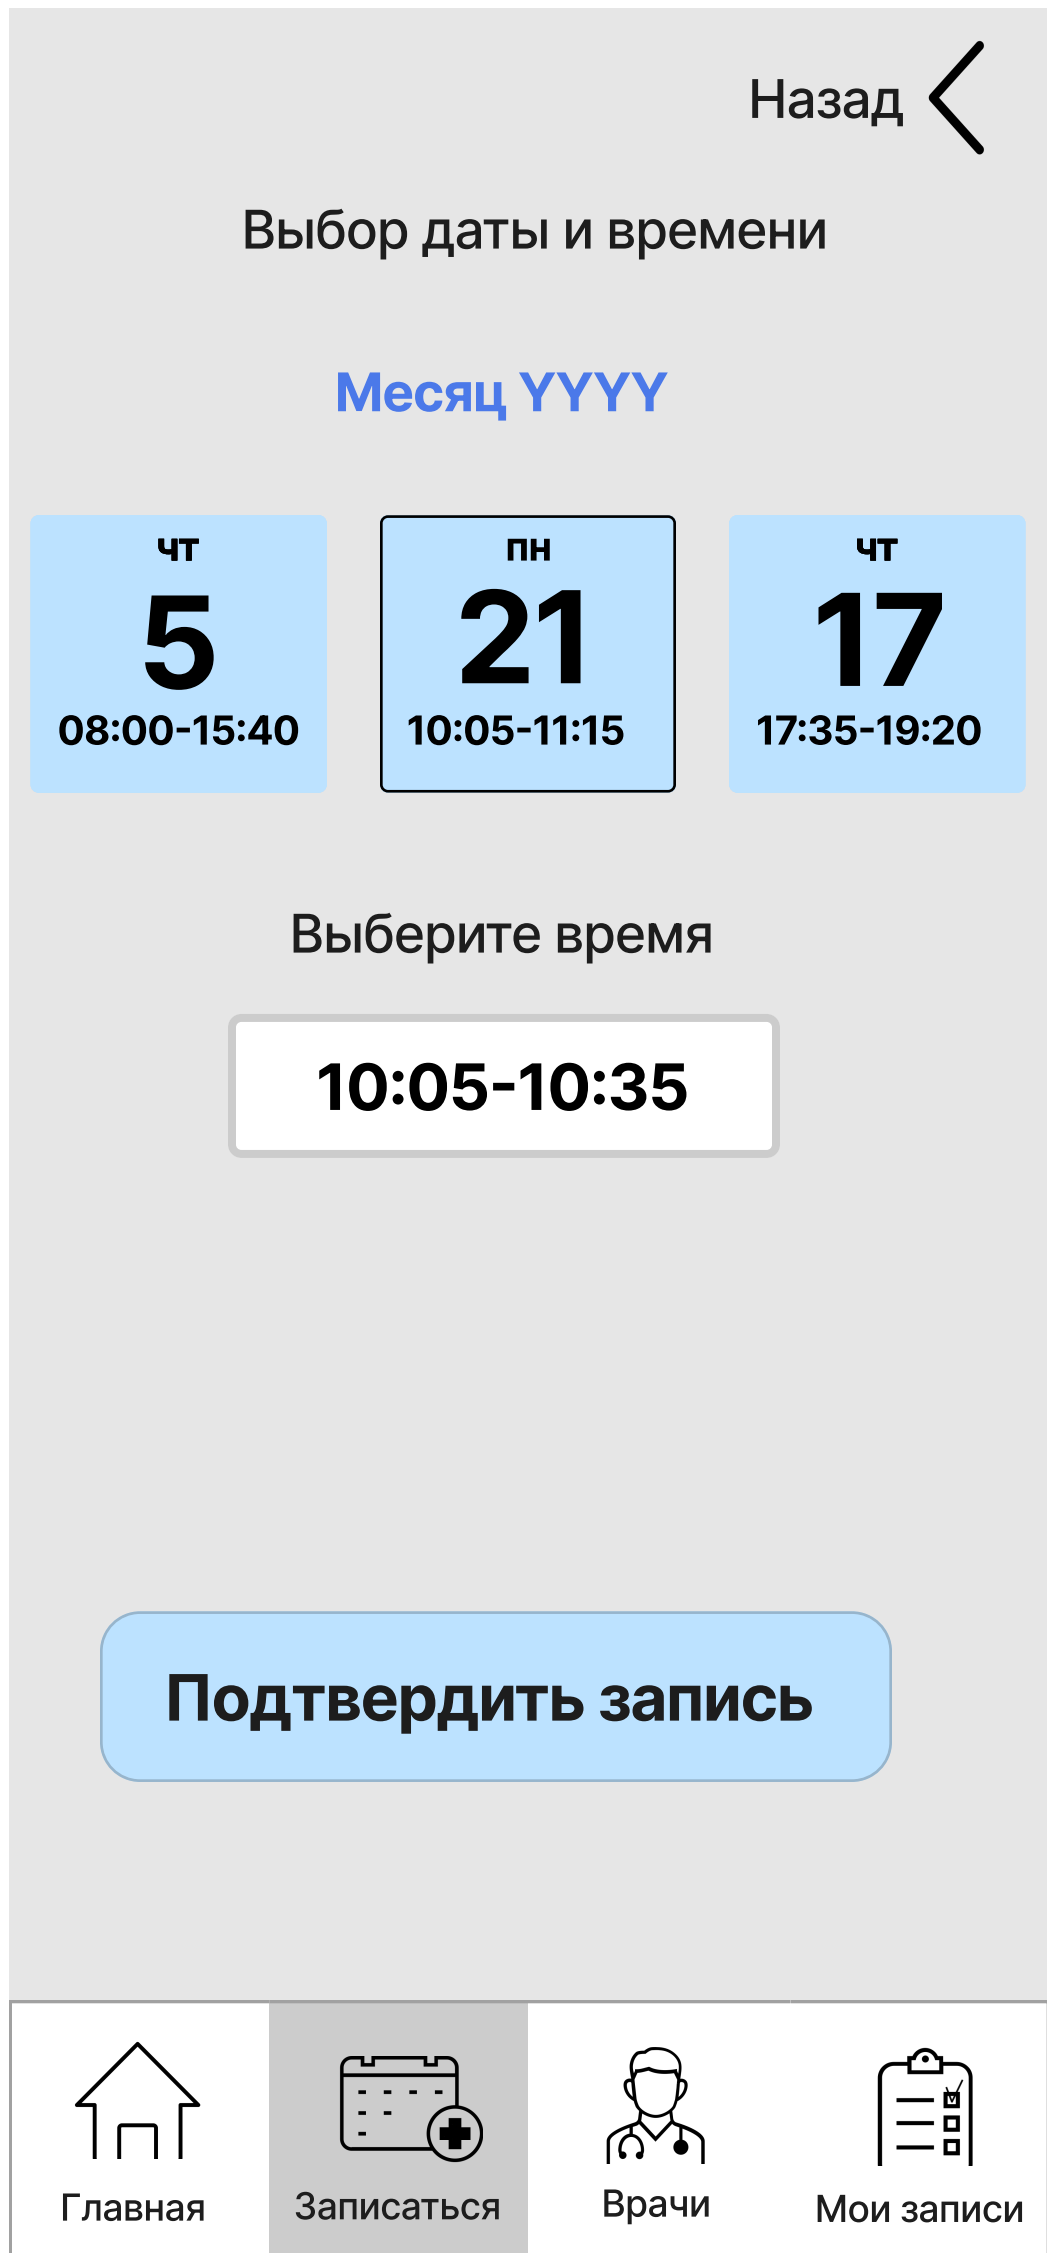 Назад
Выбор даты и времени
Месяц YYYY
чт
5
08:00-15:40
пн
21
10:05-11:15
чт
17
17:35-19:20
Выберите время
10:05-10:35
Подтвердить запись
Главная
Записаться
Врачи
Мои записи